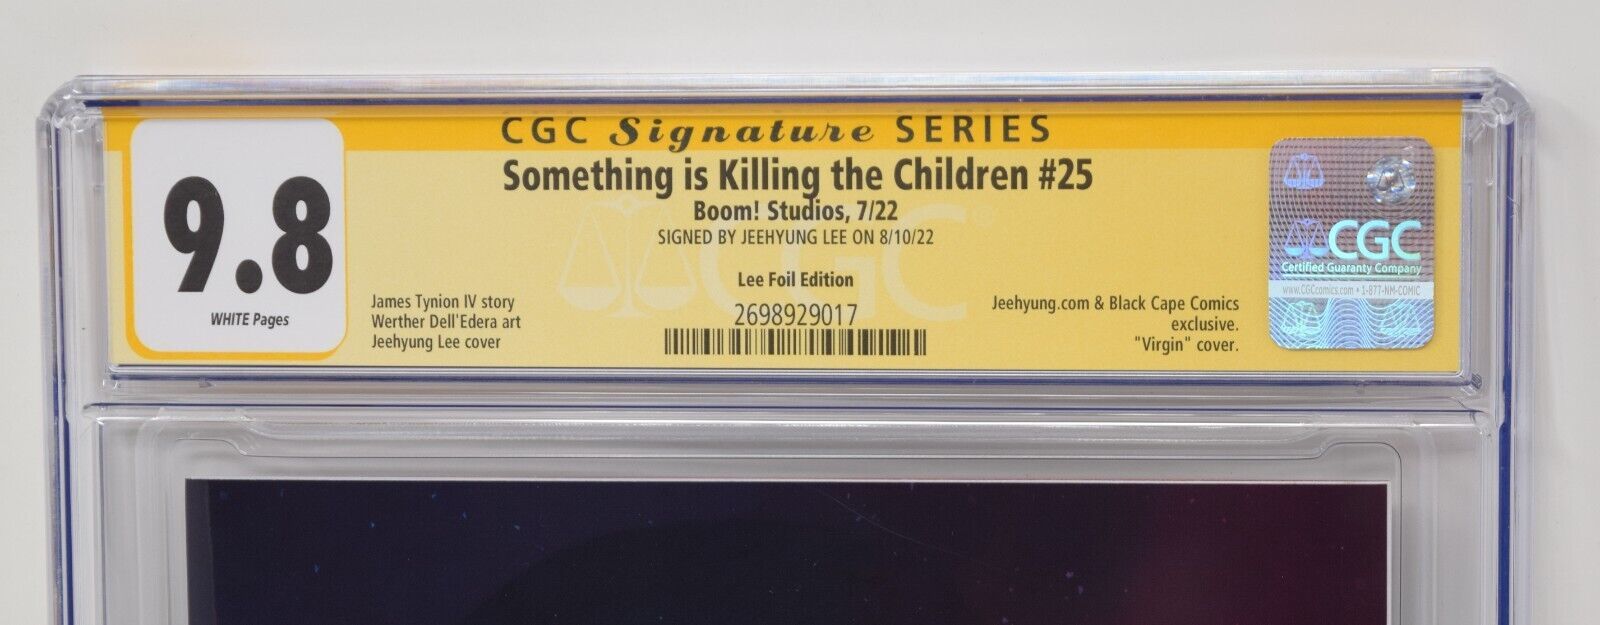 CGC Signature SERIES
9.8
WHITE Pages
Something is Killing the Children #25
Boom! Studios, 7/22
SIGNED BY JEEHYUNG LEE ON 8/10/22
Lee Foil Edition
2698929017
James Tynion IV story
Werther Dell'Edera art
Jeehyung Lee cover
Jeehyung.com & Black Cape Comics
exclusive.
"Virgin" cover.
CGC
CGC
Certified Guaranty Company
www.CGCcomics.com • 1-877-NM-COMIC